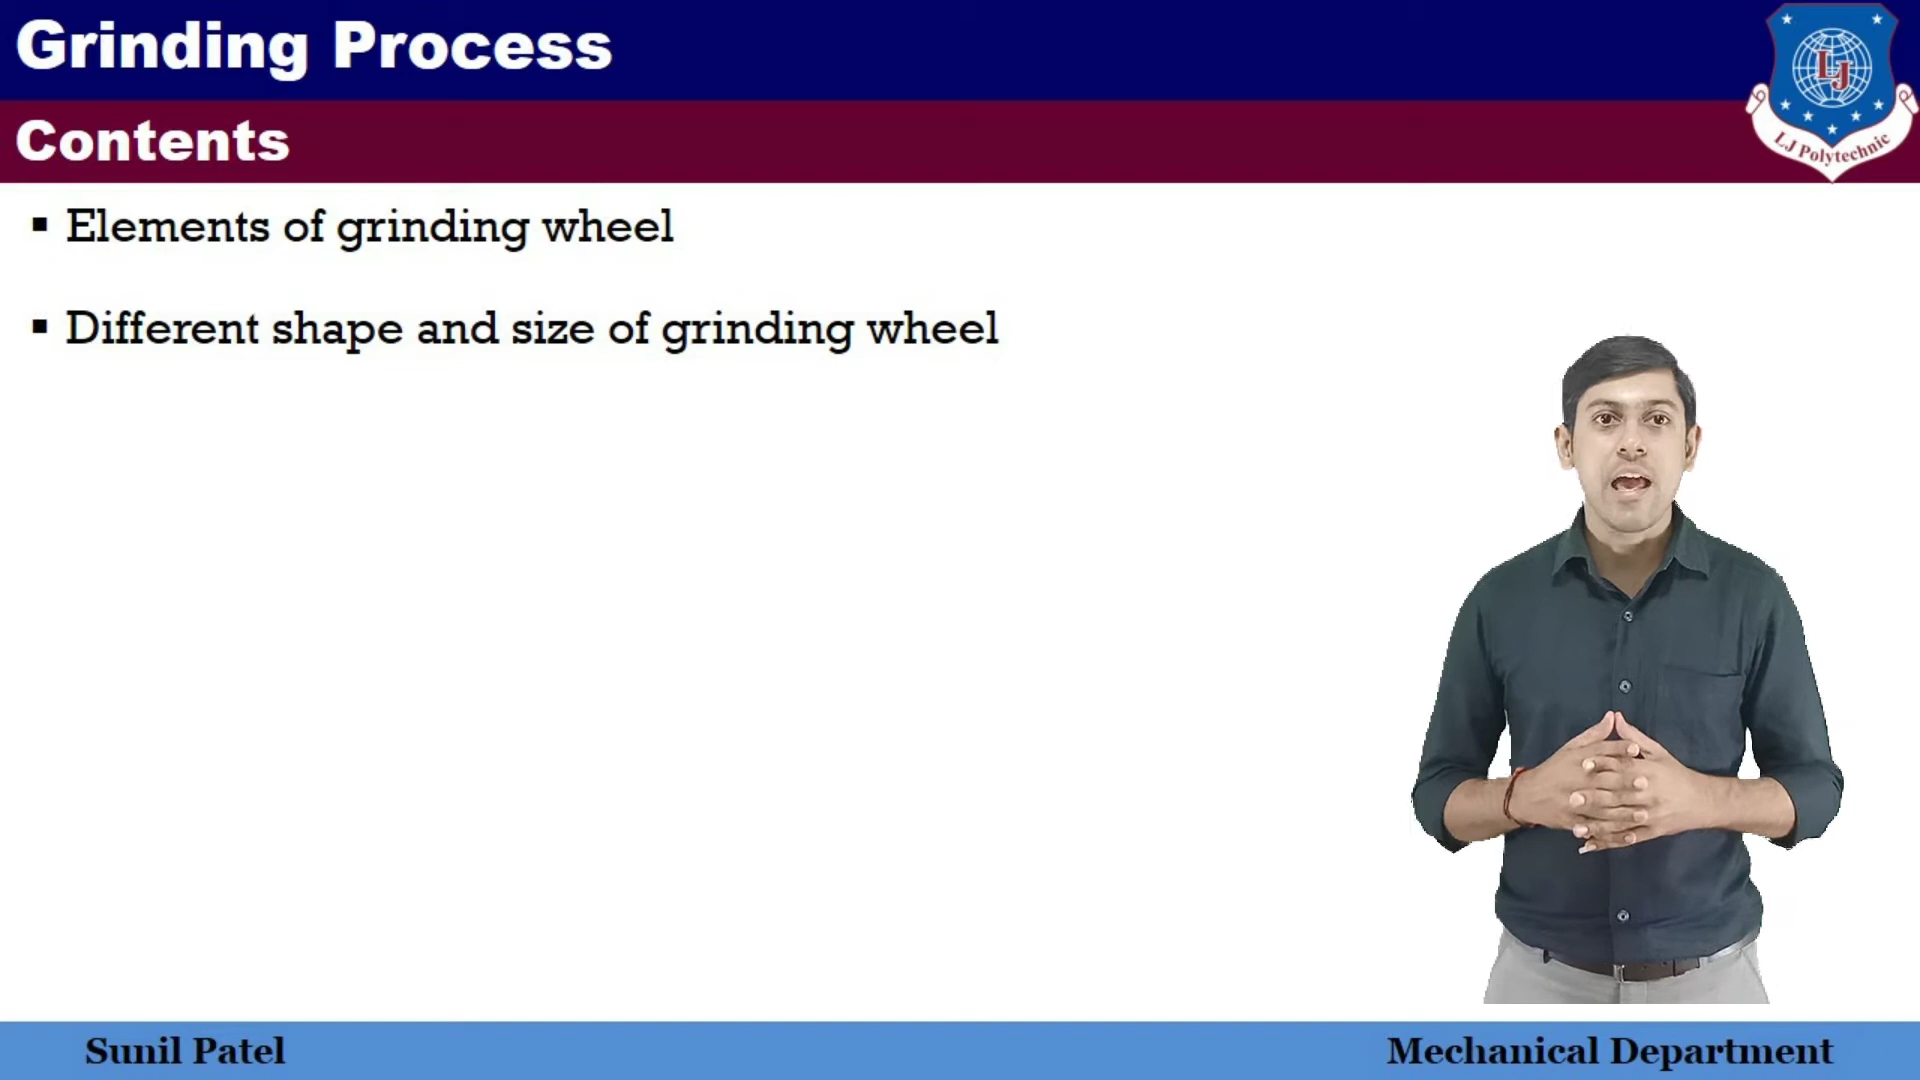 Grinding Process
Contents
LJ
LJ Polytechnic
▪ Elements of grinding wheel
▪ Different shape and size of grinding wheel
Sunil Patel
Mechanical Department